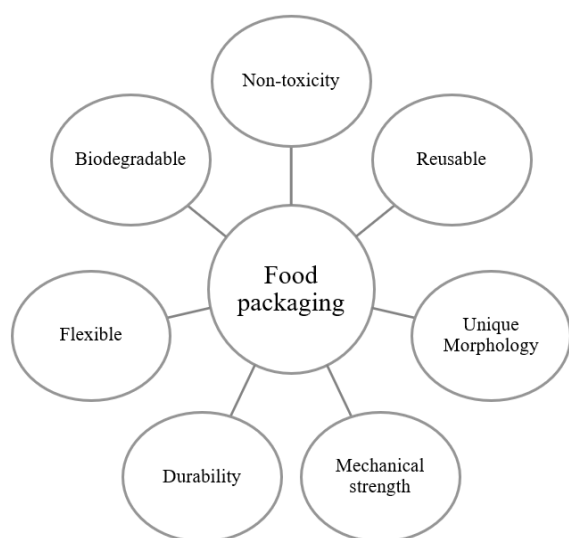 Non-toxicity
Biodegradable
Reusable
Food
packaging
Flexible
Unique
Morphology
Durability
Mechanical
strength